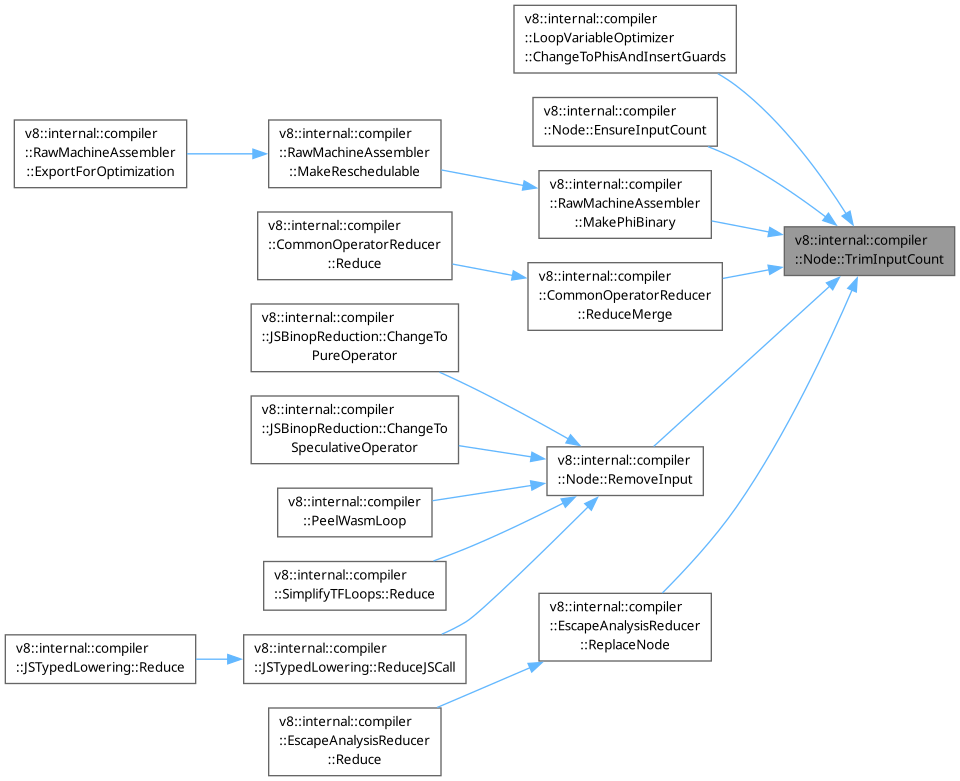 v8::internal::compiler
::LoopVariableOptimizer
::ChangeToPhisAndInsertGuards
v8::internal::compiler
::Node::EnsureInputCount
v8::internal::compiler
::RawMachineAssembler
::ExportForOptimization
v8::internal::compiler
::RawMachineAssembler
::MakeReschedulable
v8::internal::compiler
::RawMachineAssembler
::MakePhiBinary
v8::internal::compiler
::Node::TrimInputCount
v8::internal::compiler
::CommonOperatorReducer
::Reduce
v8::internal::compiler
::CommonOperatorReducer
::ReduceMerge
v8::internal::compiler
::JSBinopReduction::ChangeTo
PureOperator
v8::internal::compiler
::JSBinopReduction::ChangeTo
SpeculativeOperator
v8::internal::compiler
::Node::RemoveInput
v8::internal::compiler
::PeelWasmLoop
v8::internal::compiler
::SimplifyTFLoops::Reduce
v8::internal::compiler
::EscapeAnalysisReducer
::ReplaceNode
v8::internal::compiler
::JSTypedLowering::Reduce
v8::internal::compiler
::JSTypedLowering::ReduceJSCall
v8::internal::compiler
::EscapeAnalysisReducer
::Reduce